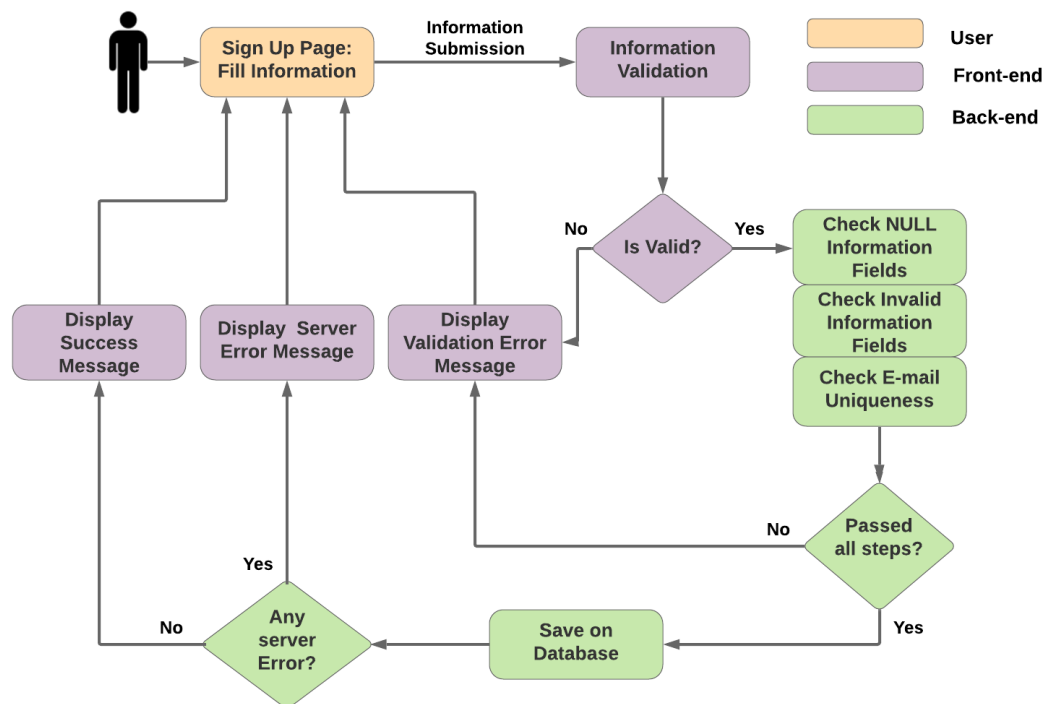 Sign Up Page:
Fill Information
Information
Submission
Information
Validation
User
Front-end
Back-end
No
Is Valid?
Yes
Check NULL
Information
Fields
Check Invalid
Information
Fields
Check E-mail
Uniqueness
Display
Success
Message
Display Server
Error Message
Display
Validation Error
Message
Passed
all steps?
No
Yes
Save on
Database
Any
server
Error?
Yes
No